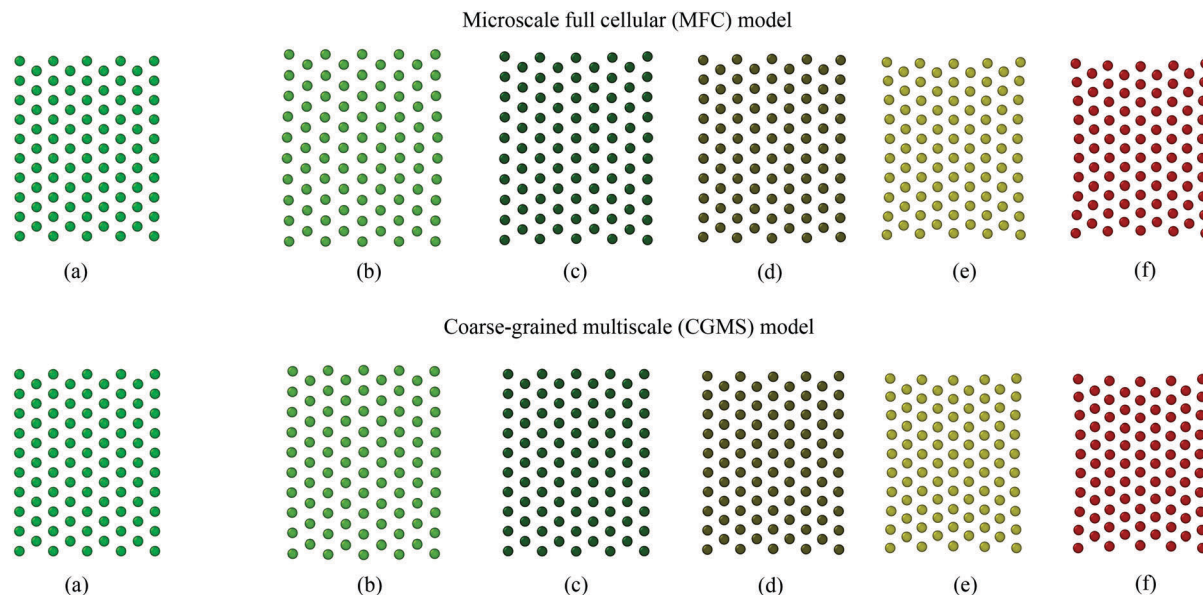 Microscale full cellular (MFC) model
(a) (b) (c) (d) (e) (f)
Coarse-grained multiscale (CGMS) model
(a) (b) (c) (d) (e) (f)